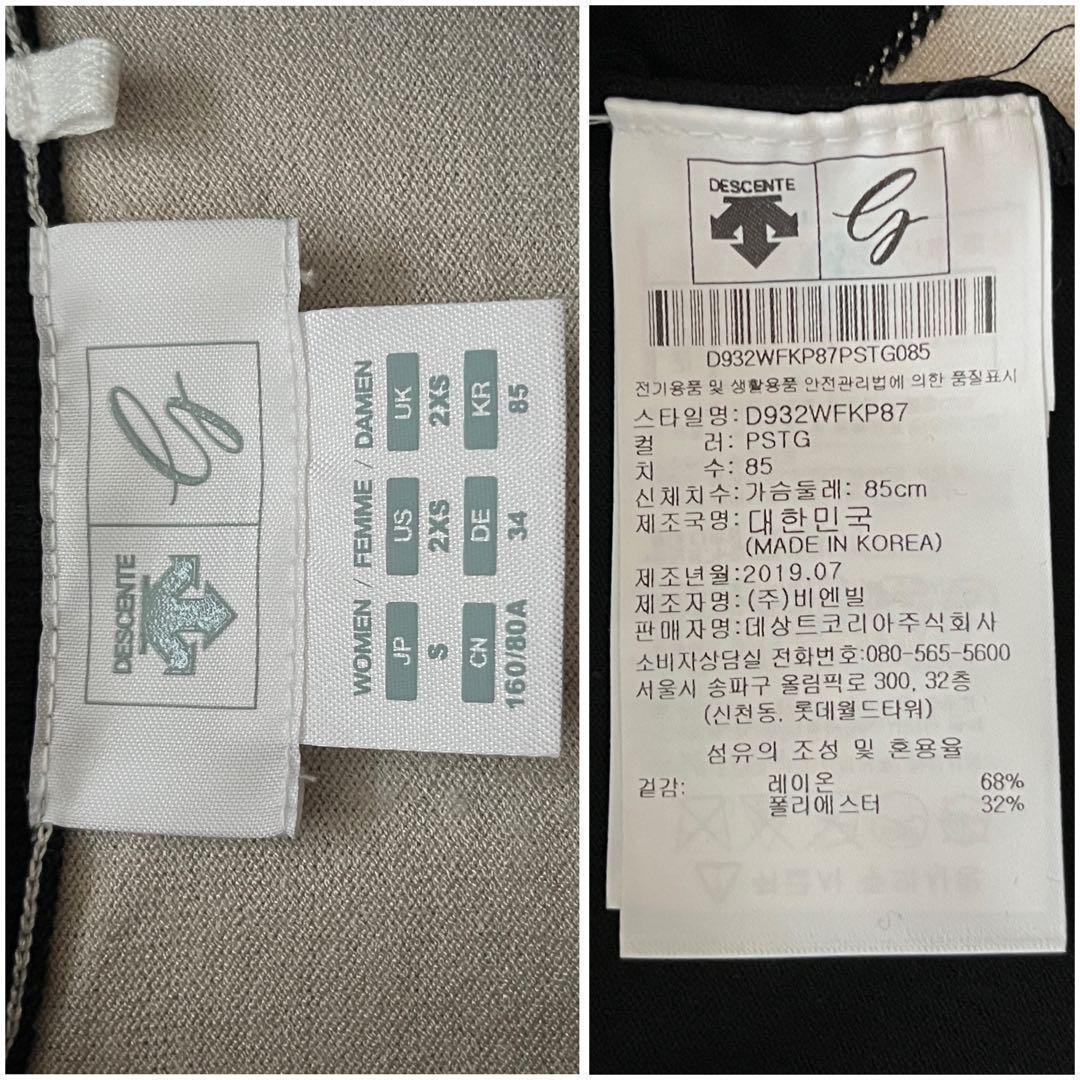 DESCENTE
WOMEN / FEMME / DAMEN
JP US UK
S 2XS 2XS
CN DE KR
160/80A 34 85
DESCENTE
D932WFKP87PSTG085
전기용품 및 생활용품 안전관리법에 의한 품질표시
스타일명: D932WFKP87
컬 러: PSTG
치 수: 85
신체치수: 가슴둘레: 85cm
제조국명: 대한민국
(MADE IN KOREA)
제조년월:2019.07
제조자명: (주)비엔빌
판매자명:데상트코리아주식회사
소비자상담실 전화번호:080-565-5600
서울시 송파구 올림픽로 300, 32층
(신천동, 롯데월드타워)
섬유의 조성 및 혼용율
겉감: 레이온 68%
폴리에스터 32%